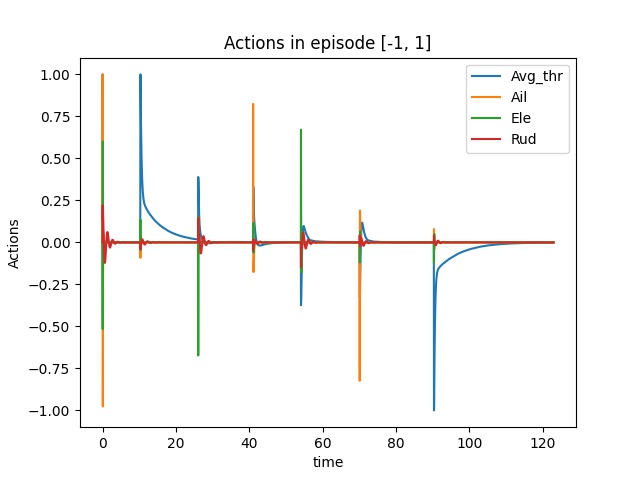 Actions in episode [-1, 1]
Avg_thr
Ail
Ele
Rud
1.00
0.75
0.50
0.25
0.00
−0.25
−0.50
−0.75
−1.00
Actions
0 20 40 60 80 100 120
time